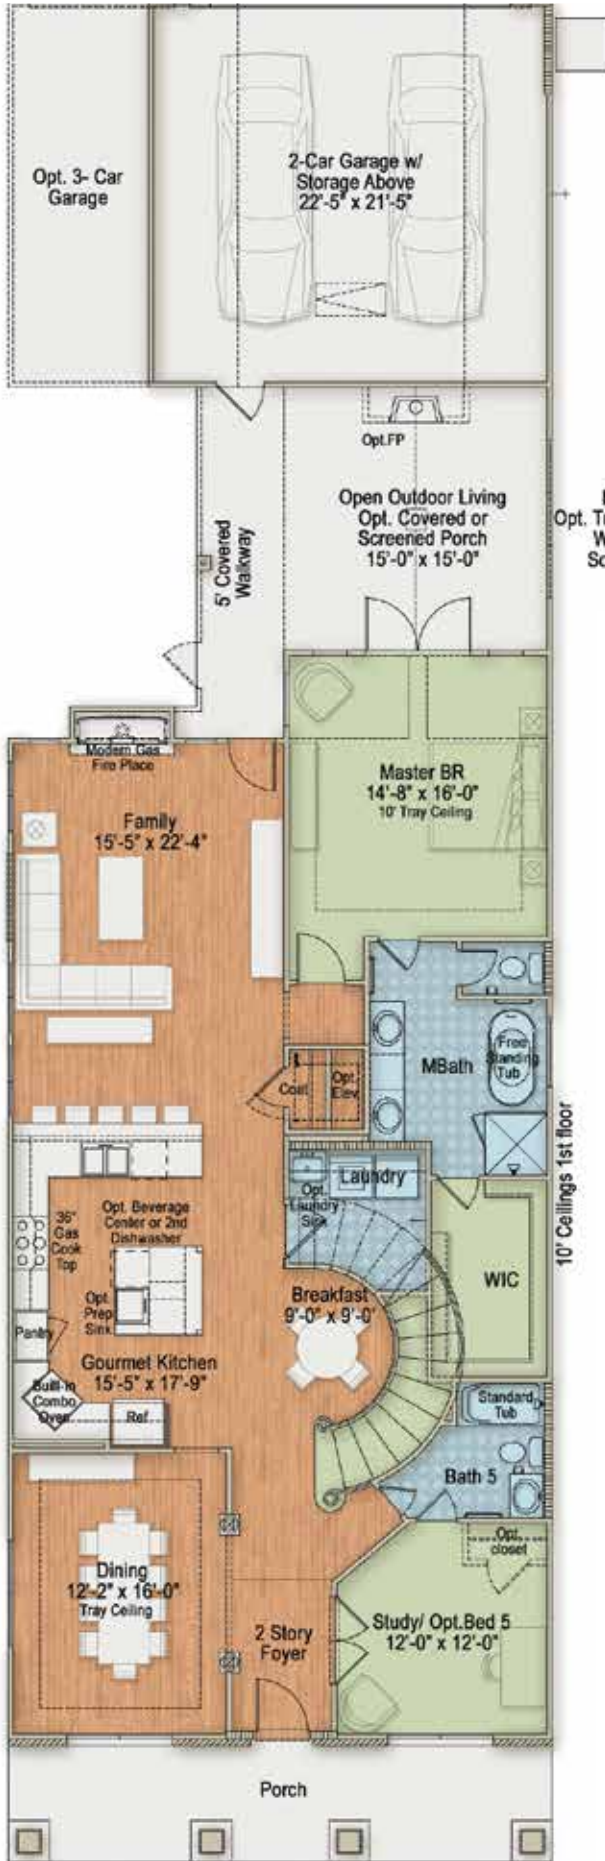 Opt. 3- Car
Garage
2-Car Garage w/
Storage Above
22'-5" x 21'-5"
Opt.FP
Open Outdoor Living
Opt. Covered or
Screened Porch
15'-0" x 15'-0"
5' Covered
Walkway
Opt.
Modern Gas
Fire Place
Family
15'-5" x 22'-4"
Master BR
14'-8" x 16'-0"
10' Tray Ceiling
MBath
Free
Standing
Tub
Coat
Opt.
Elev
10' Ceilings 1st floor
Laundry
Opt.
Laundry
Sink
36"
Gas
Cook
Top
Opt. Beverage
Center or 2nd
Dishwasher
Opt.
Prep
Sink
Breakfast
9'-0" x 9'-0'
WIC
Pantry
Gourmet Kitchen
15'-5" x 17'-9"
Built-in
Combo
Oven
Ref
Standard
Tub
Bath 5
Dining
12'-2" x 16'-0"
Tray Ceiling
Opt.
closet
2 Story
Foyer
Study/ Opt.Bed 5
12'-0" x 12'-0"
Porch